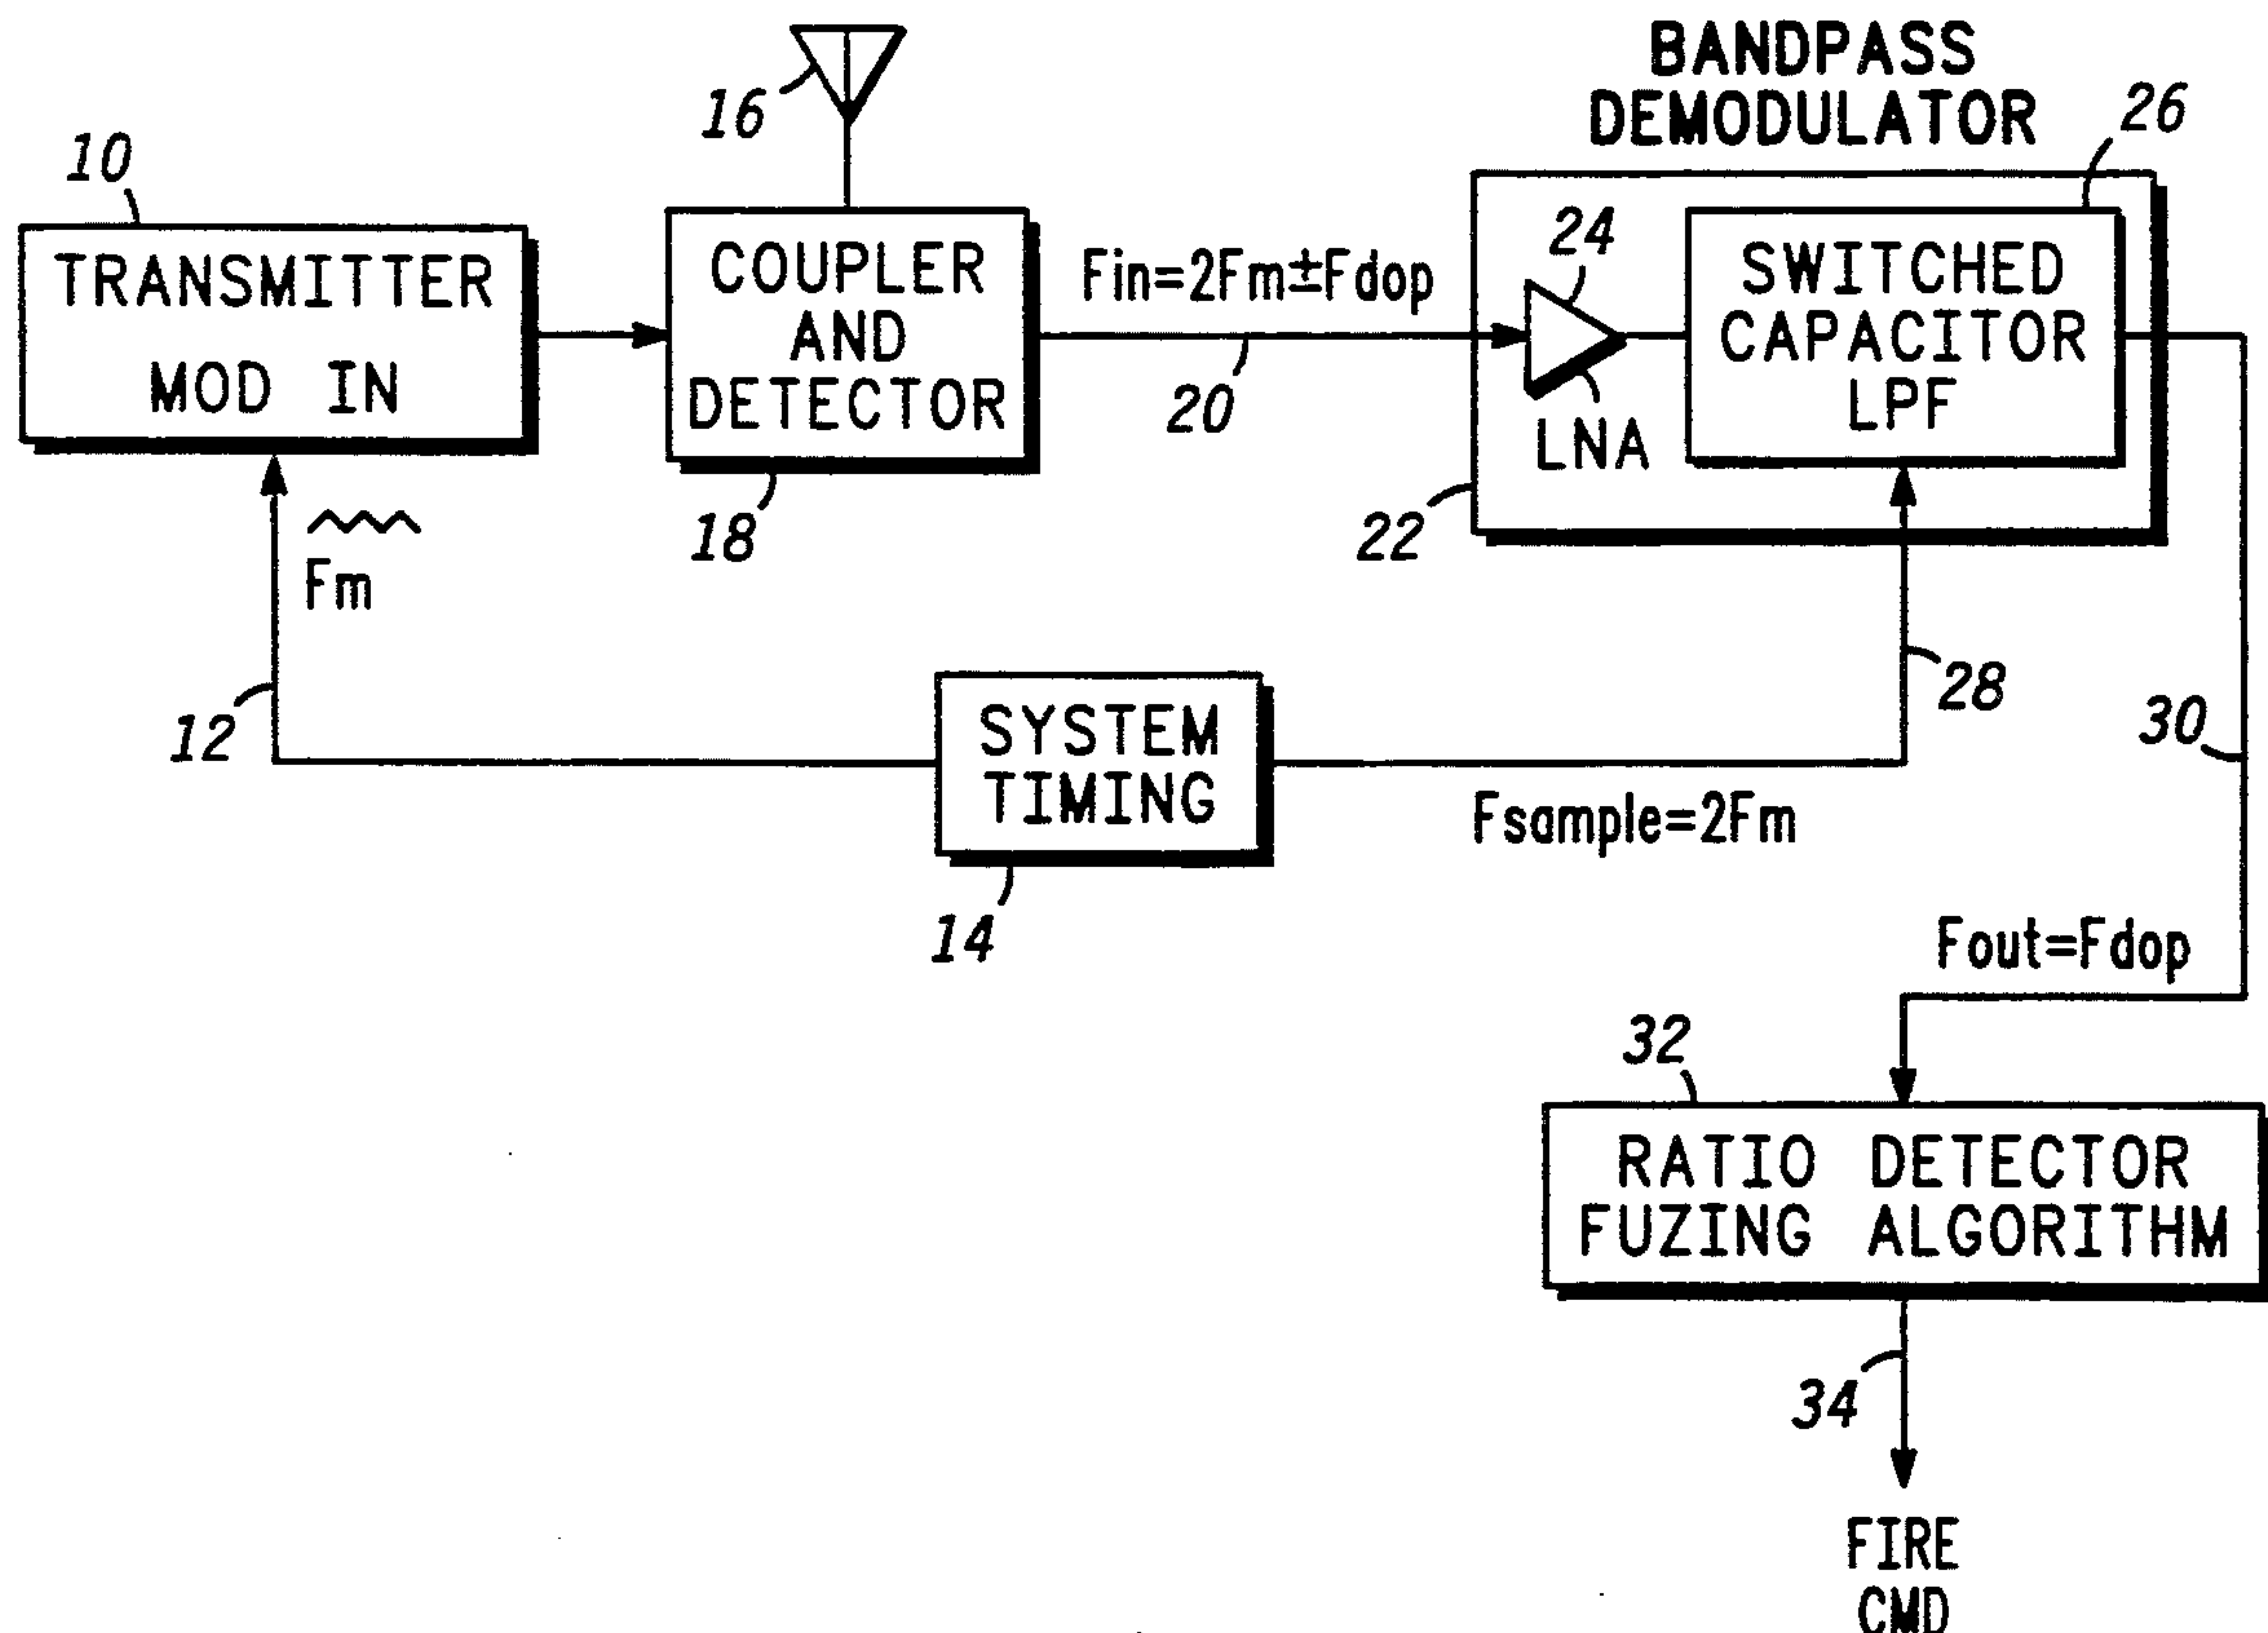 BANDPASS
DEMODULATOR
26
16
10
24
TRANSMITTER
MOD IN
COUPLER
AND
DETECTOR
Fin=2Fm±Fdop
20
LNA
SWITCHED
CAPACITOR
LPF
18
22
Fm
12
SYSTEM
TIMING
28
30
Fsample=2Fm
14
Fout=Fdop
32
RATIO DETECTOR
FUZING ALGORITHM
34
FIRE
CMD